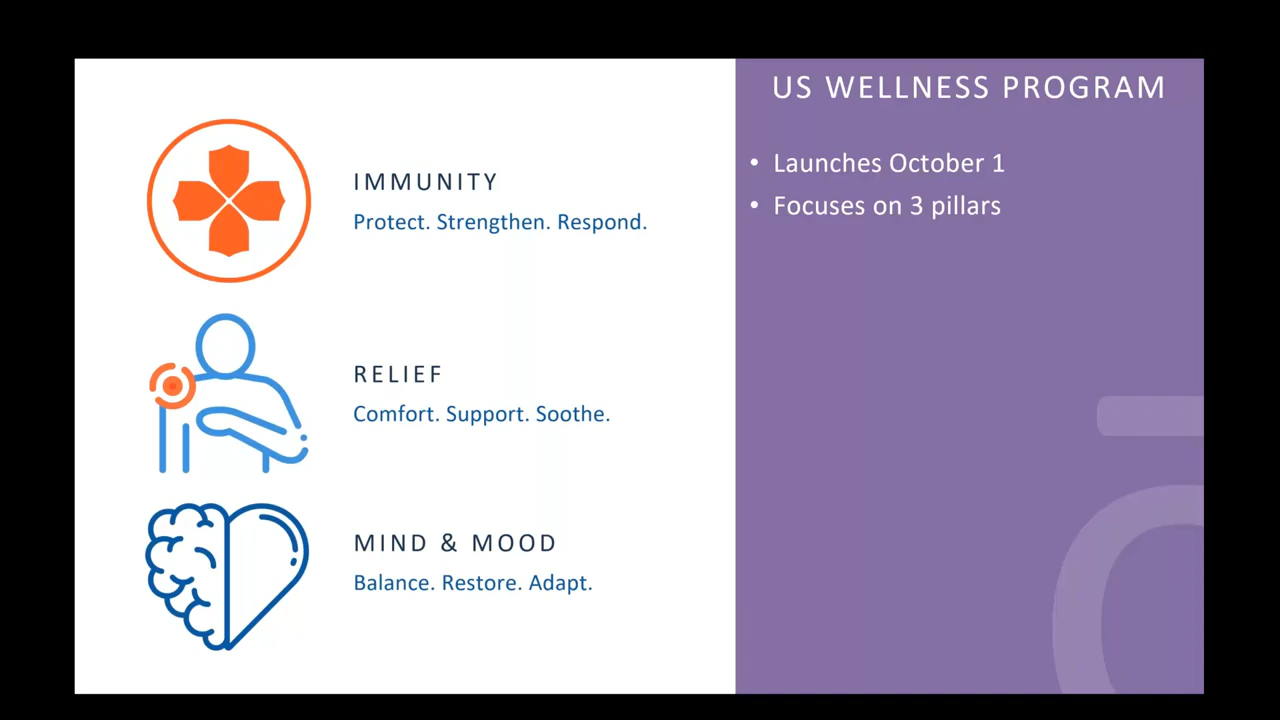 US WELLNESS PROGRAM
• Launches October 1
• Focuses on 3 pillars
IMMUNITY
Protect. Strengthen. Respond.
RELIEF
Comfort. Support. Soothe.
MIND & MOOD
Balance. Restore. Adapt.